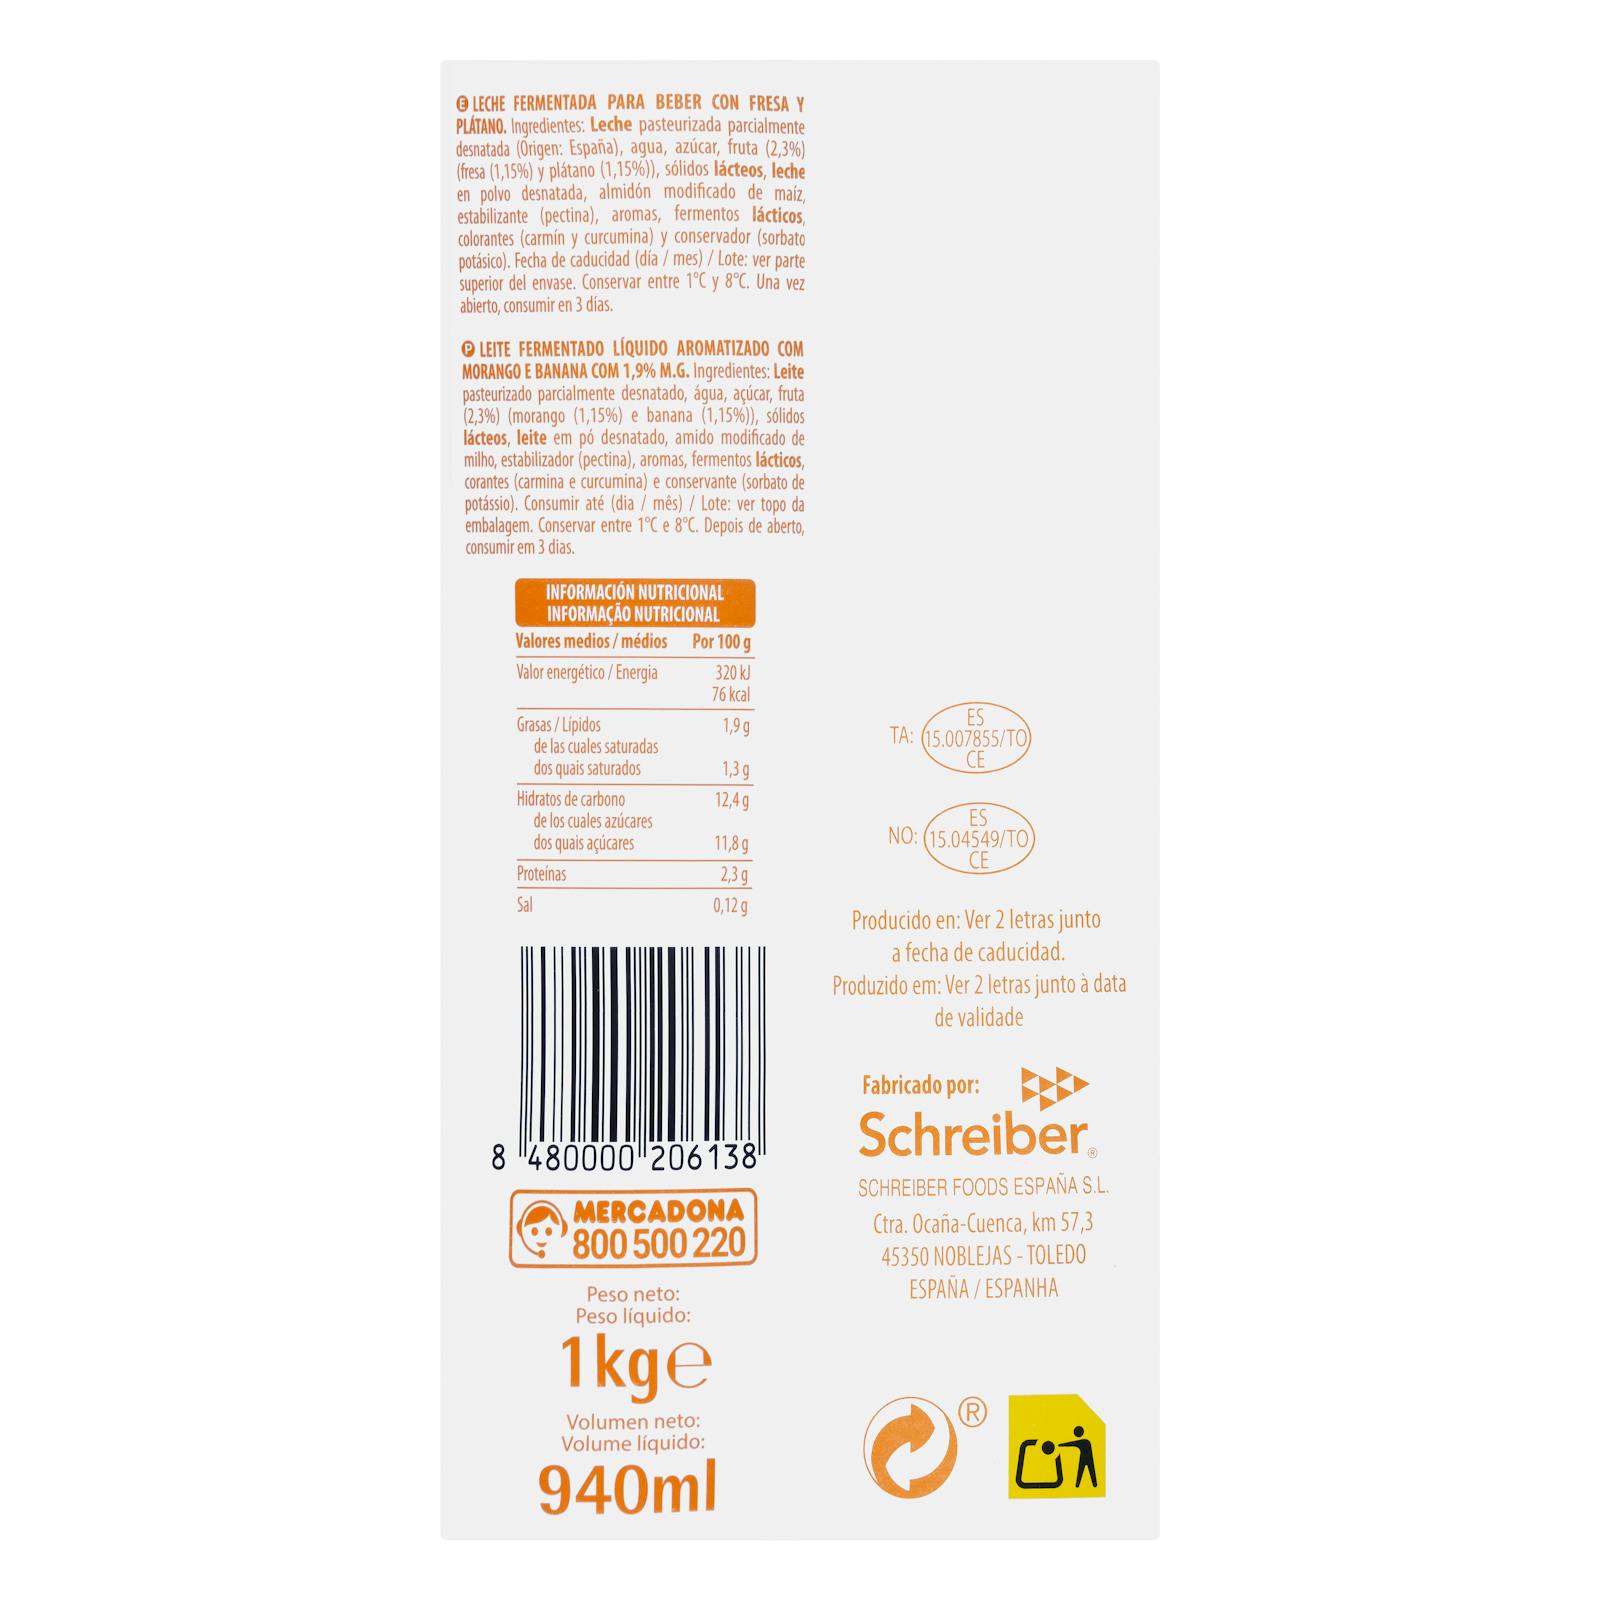 E LECHE FERMENTADA PARA BEBER CON FRESA Y
PLÁTANO. Ingredientes: Leche pasteurizada parcialmente
desnatada (Origen: España), agua, azúcar, fruta (2,3%)
(fresa (1,15%) y plátano (1,15%)), sólidos lácteos, leche
en polvo desnatada, almidón modificado de maíz,
estabilizante (pectina), aromas, fermentos lácticos,
colorantes (carmín y curcumina) y conservador (sorbato
potásico). Fecha de caducidad (día / mes) / Lote: ver parte
superior del envase. Conservar entre 1°C y 8°C. Una vez
abierto, consumir en 3 días.
P LEITE FERMENTADO LÍQUIDO AROMATIZADO COM
MORANGO E BANANA COM 1,9% M.G. Ingredientes: Leite
pasteurizado parcialmente desnatado, água, açúcar, fruta
(2,3%) (morango (1,15%) e banana (1,15%)), sólidos
lácteos, leite em pó desnatado, amido modificado de
milho, estabilizador (pectina), aromas, fermentos lácticos,
corantes (carmina e curcumina) e conservante (sorbato de
potássio). Consumir até (dia / mês) / Lote: ver topo da
embalagem. Conservar entre 1°C e 8°C. Depois de aberto,
consumir em 3 dias.
INFORMACIÓN NUTRICIONAL
INFORMAÇÃO NUTRICIONAL
Valores medios / médios Por 100 g
Valor energético / Energia 320 kJ
76 kcal
Grasas / Lípidos 1,9 g
de las cuales saturadas
dos quais saturados 1,3 g
Hidratos de carbono 12,4 g
de los cuales azúcares
dos quais açúcares 11,8 g
Proteínas 2,3 g
Sal 0,12 g
8 480000 206138
MERCADONA
800 500 220
Peso neto:
Peso líquido:
1kg e
Volumen neto:
Volume líquido:
940ml
TA: ES
15.007855/TO
CE
NO: ES
15.04549/TO
CE
Producido en: Ver 2 letras junto
a fecha de caducidad.
Produzido em: Ver 2 letras junto à data
de validade
Fabricado por:
Schreiber®
SCHREIBER FOODS ESPAÑA S.L.
Ctra. Ocaña-Cuenca, km 57,3
45350 NOBLEJAS - TOLEDO
ESPAÑA / ESPANHA
®